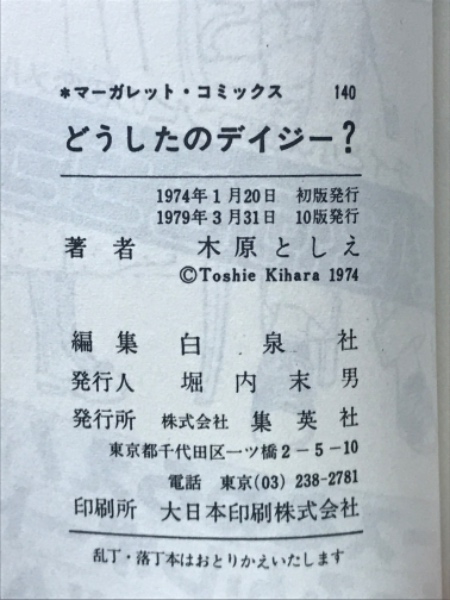 ＊マーガレット・コミックス 140
どうしたのデイジー？
1974年1月20日 初版発行
1979年3月31日 10版発行
著者 木原としえ
©Toshie Kihara 1974
編集 白泉社
発行人 堀内末男
発行所 株式会社 集英社
東京都千代田区一ツ橋2－5－10
電話 東京(03) 238-2781
印刷所 大日本印刷株式会社
乱丁・落丁本はおとりかえいたします